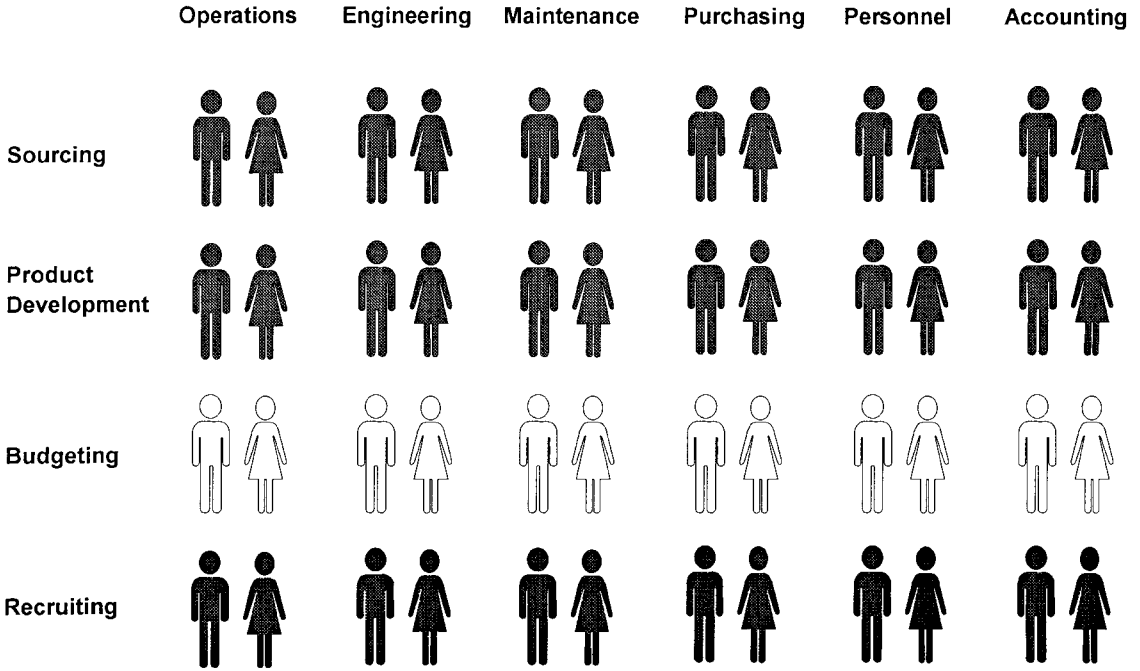 Operations Engineering Maintenance Purchasing Personnel Accounting
Sourcing
Product
Development
Budgeting
Recruiting